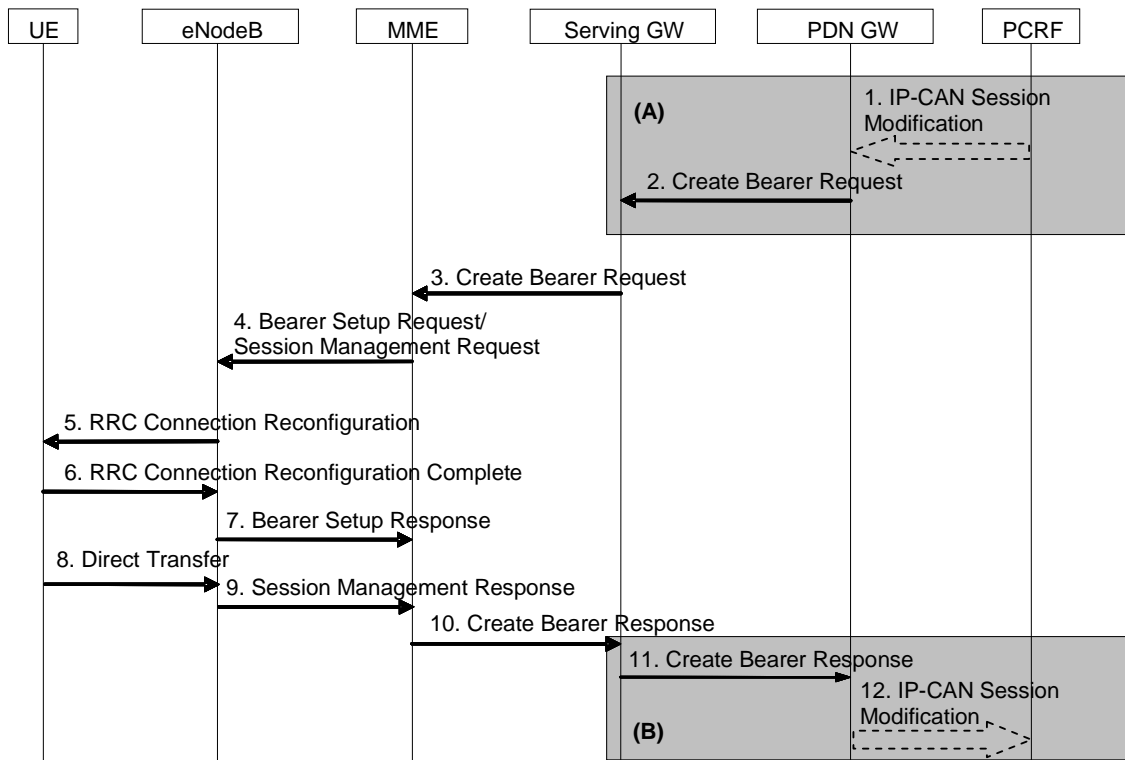 UE
eNodeB
MME
Serving GW
PDN GW
PCRF
(A)
1. IP-CAN Session
Modification
2. Create Bearer Request
3. Create Bearer Request
4. Bearer Setup Request/
Session Management Request
5. RRC Connection Reconfiguration
6. RRC Connection Reconfiguration Complete
7. Bearer Setup Response
8. Direct Transfer
9. Session Management Response
10. Create Bearer Response
11. Create Bearer Response
12. IP-CAN Session
Modification
(B)